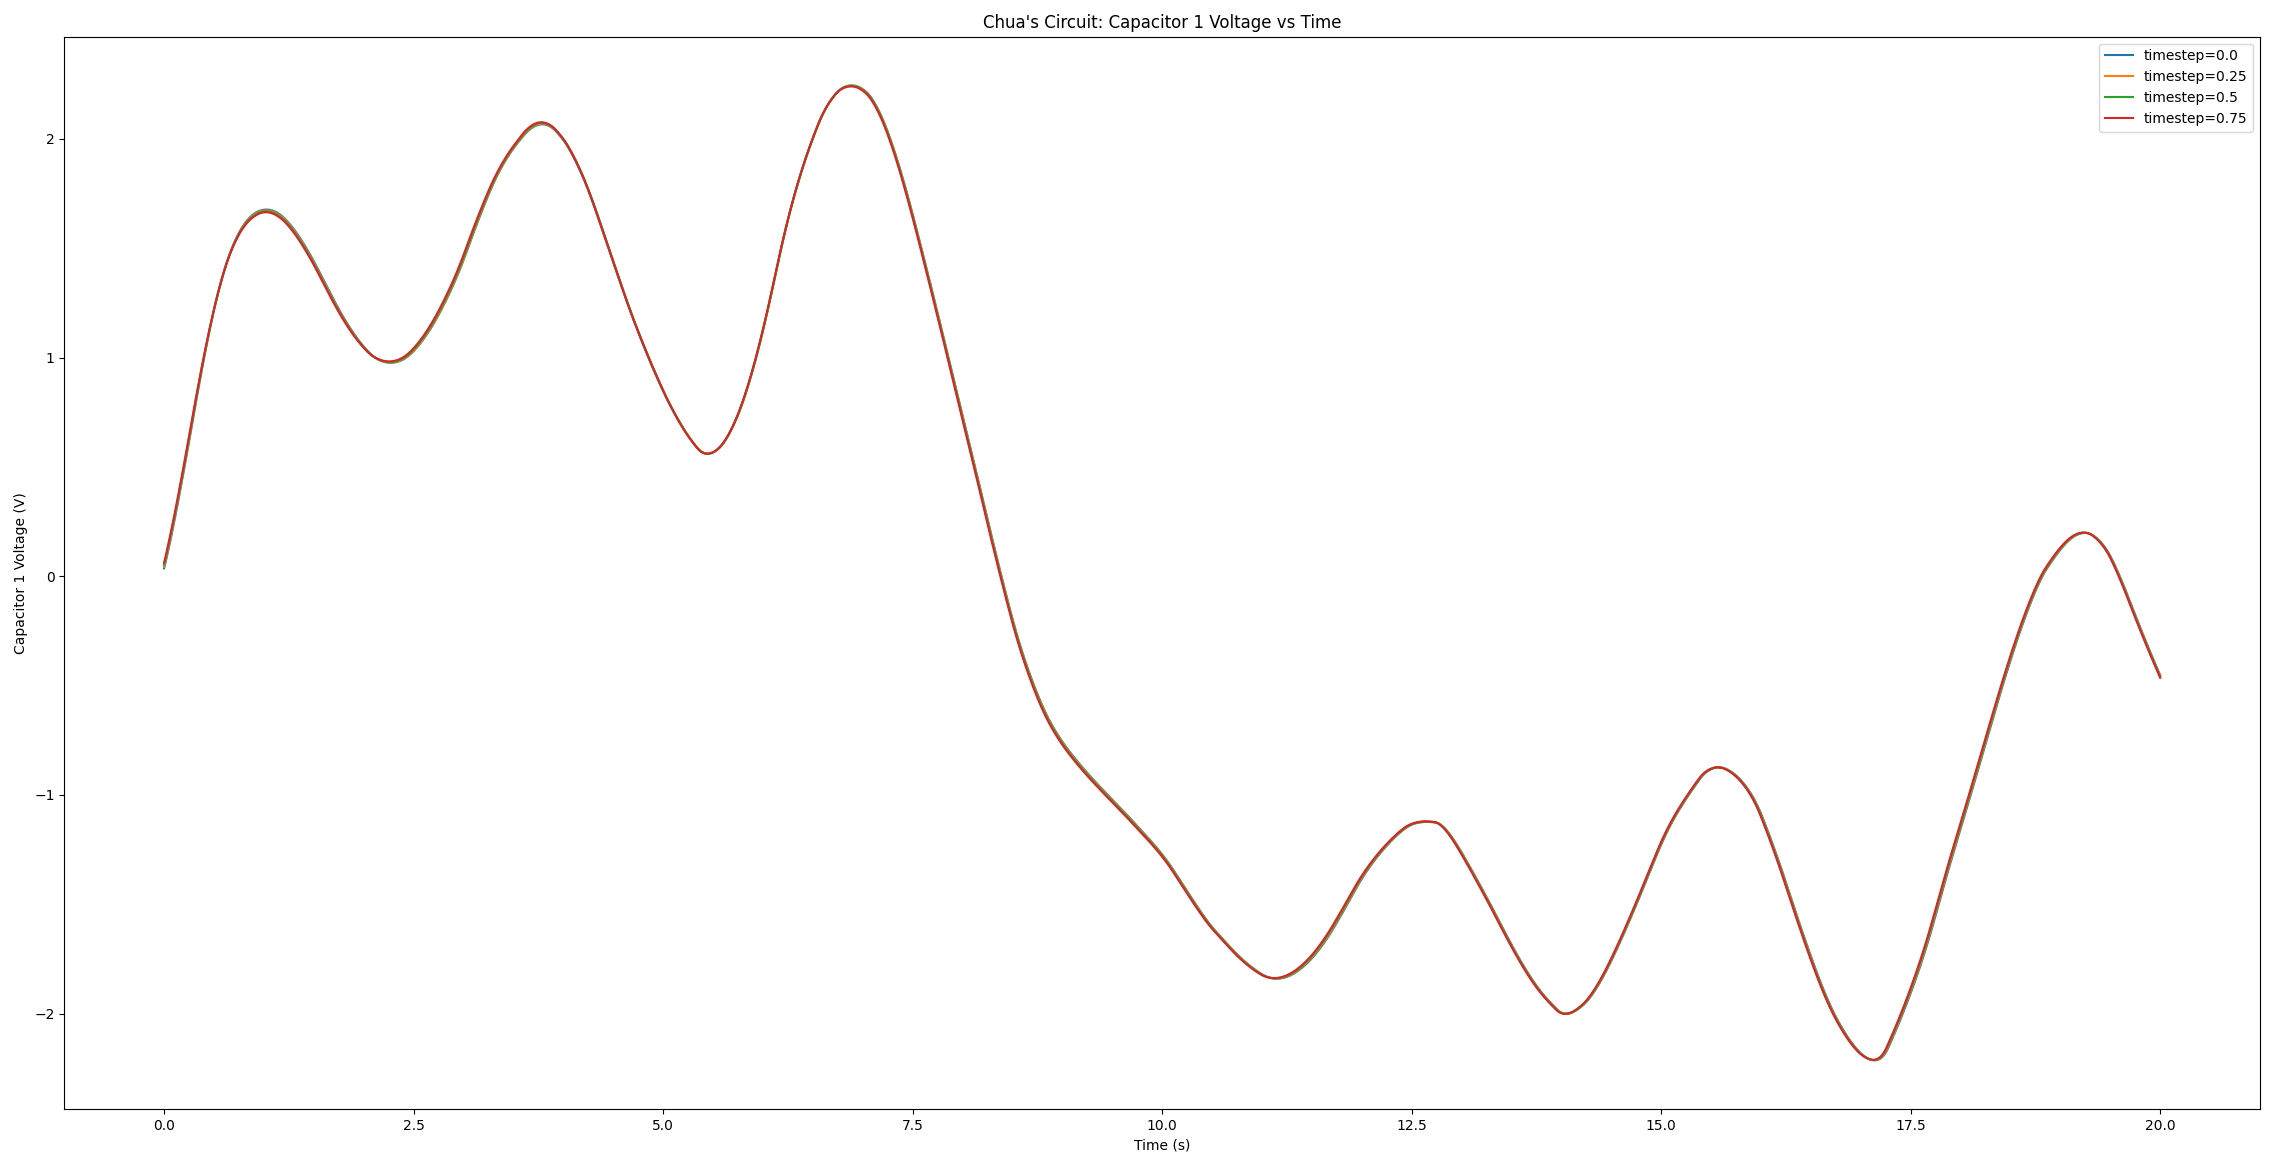 Chua's Circuit: Capacitor 1 Voltage vs Time
timestep=0.0
timestep=0.25
timestep=0.5
timestep=0.75
Capacitor 1 Voltage (V)
2
1
0
−1
−2
0.0 2.5 5.0 7.5 10.0 12.5 15.0 17.5 20.0
Time (s)